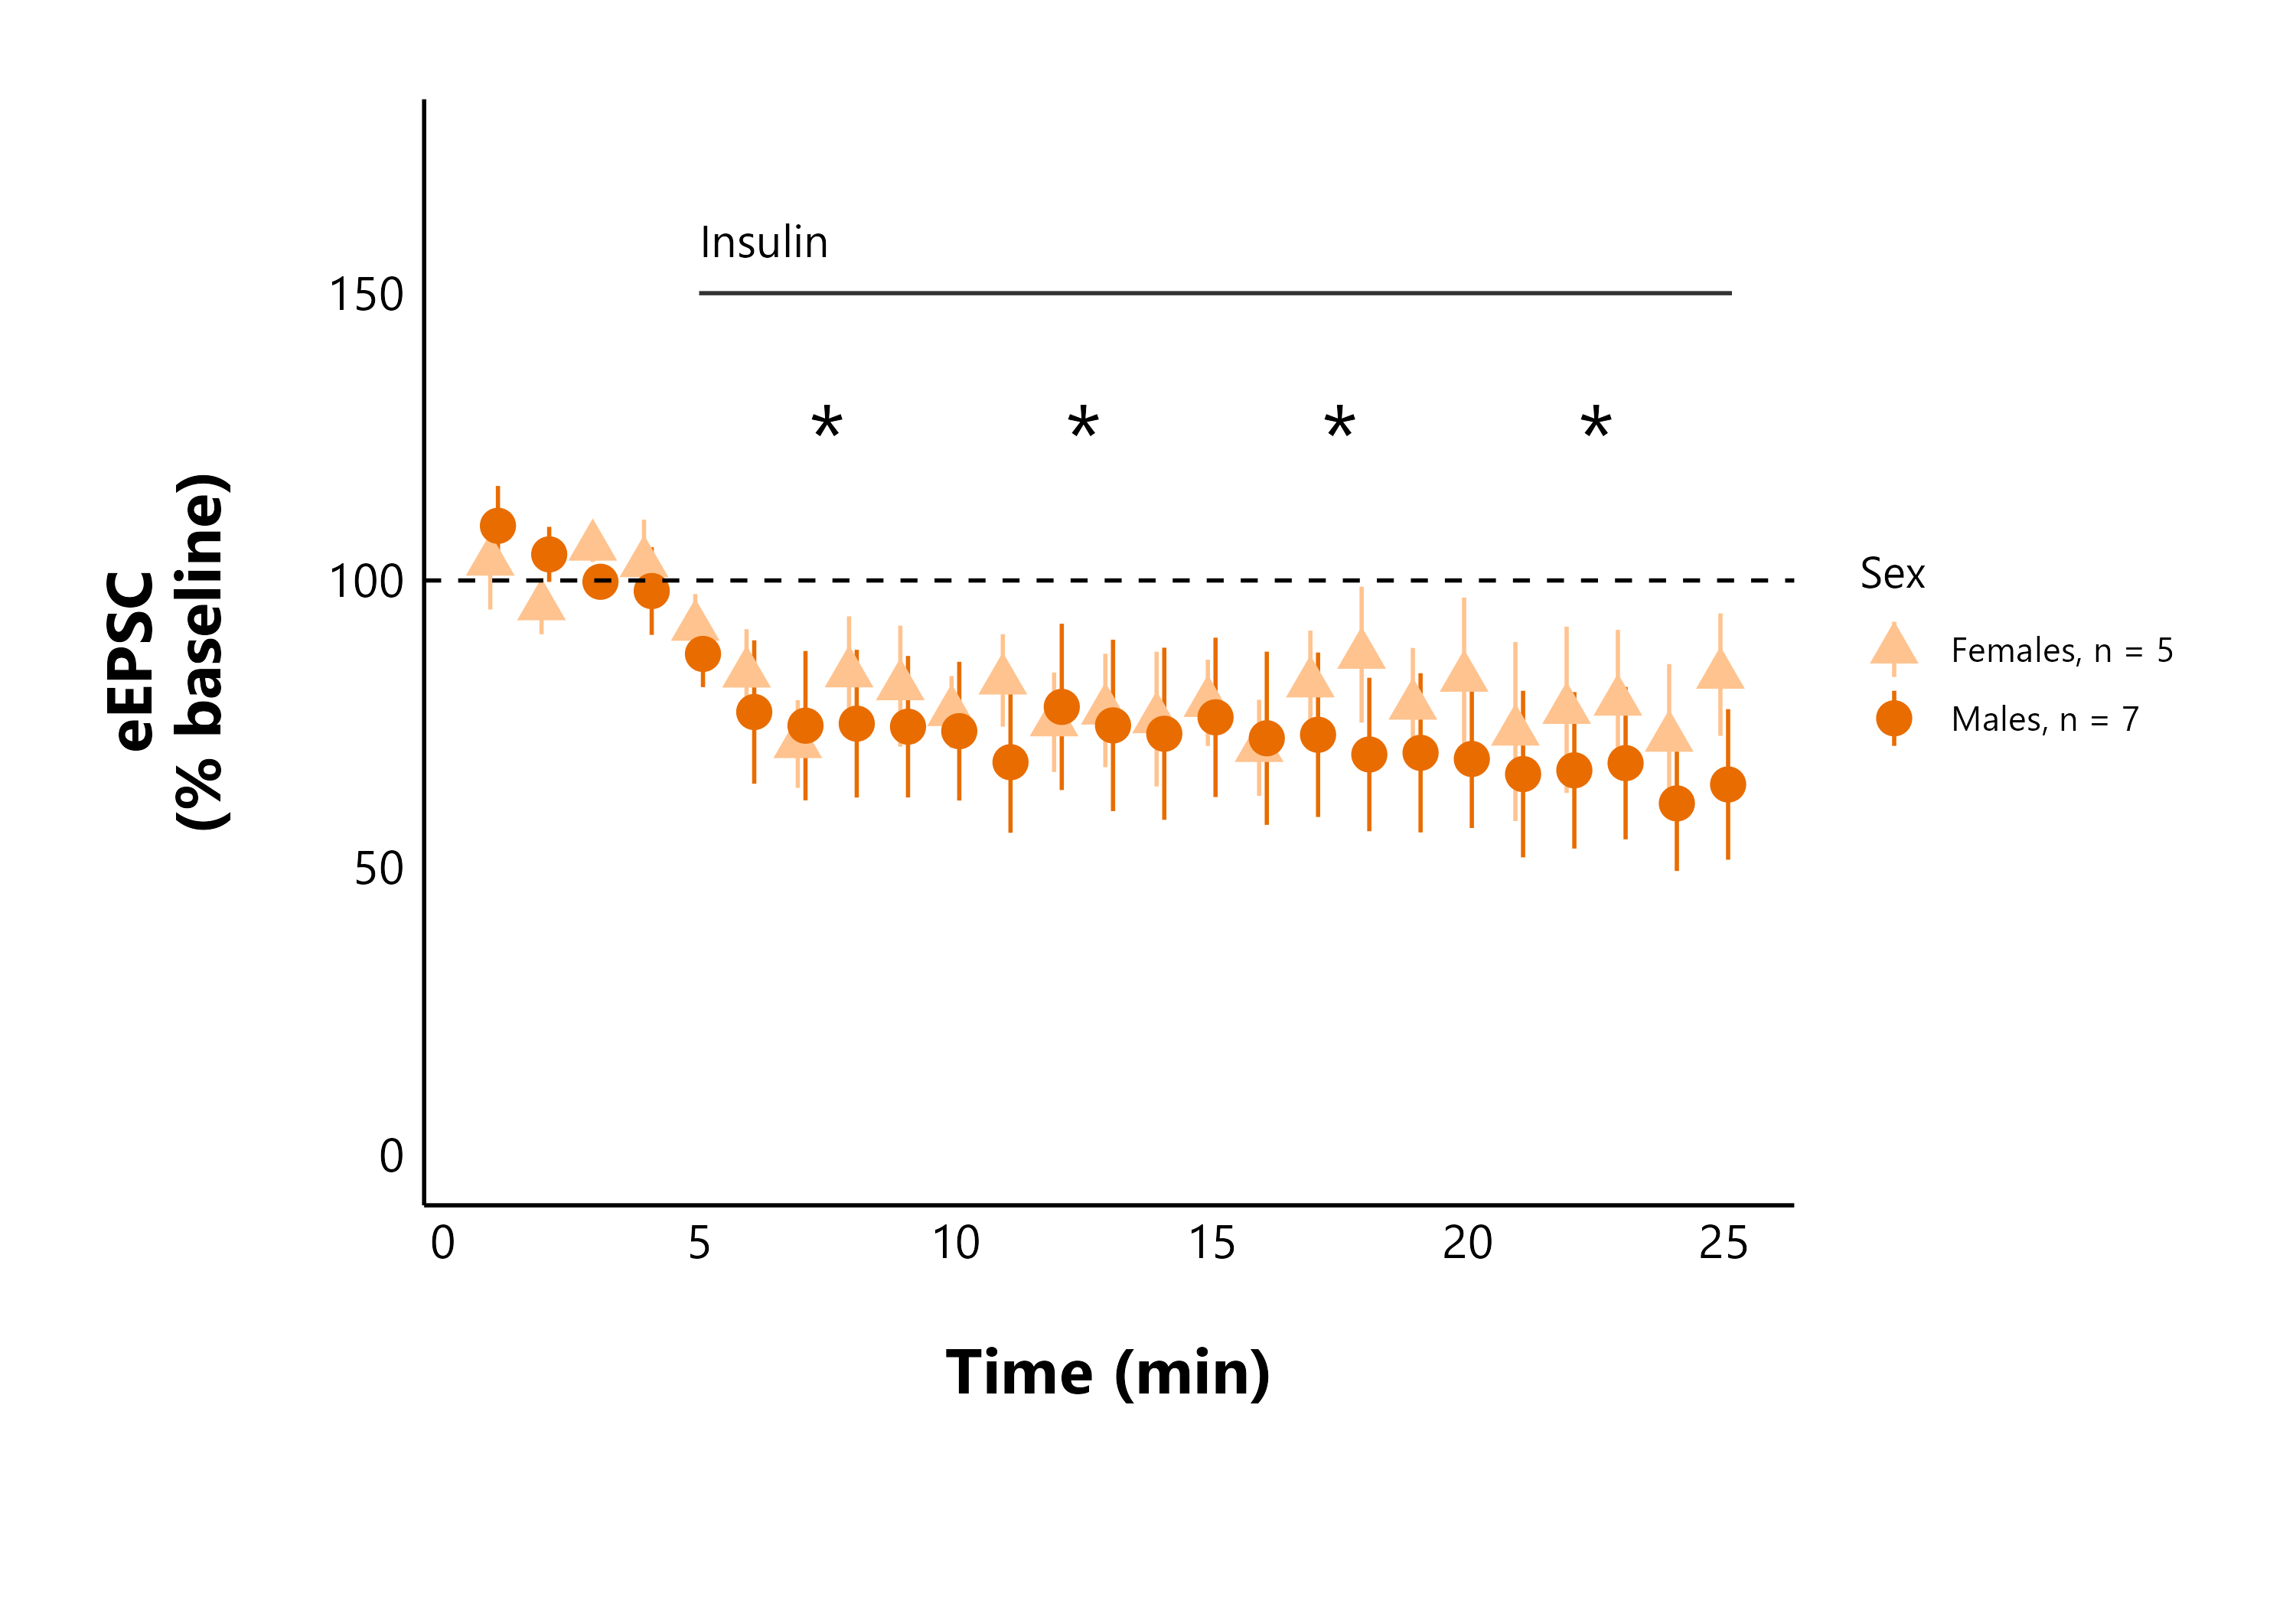 Insulin
150
* * * *
100
50
0
eEPSC
(% baseline)
0 5 10 15 20 25
Time (min)
Sex
Females, n = 5
Males, n = 7